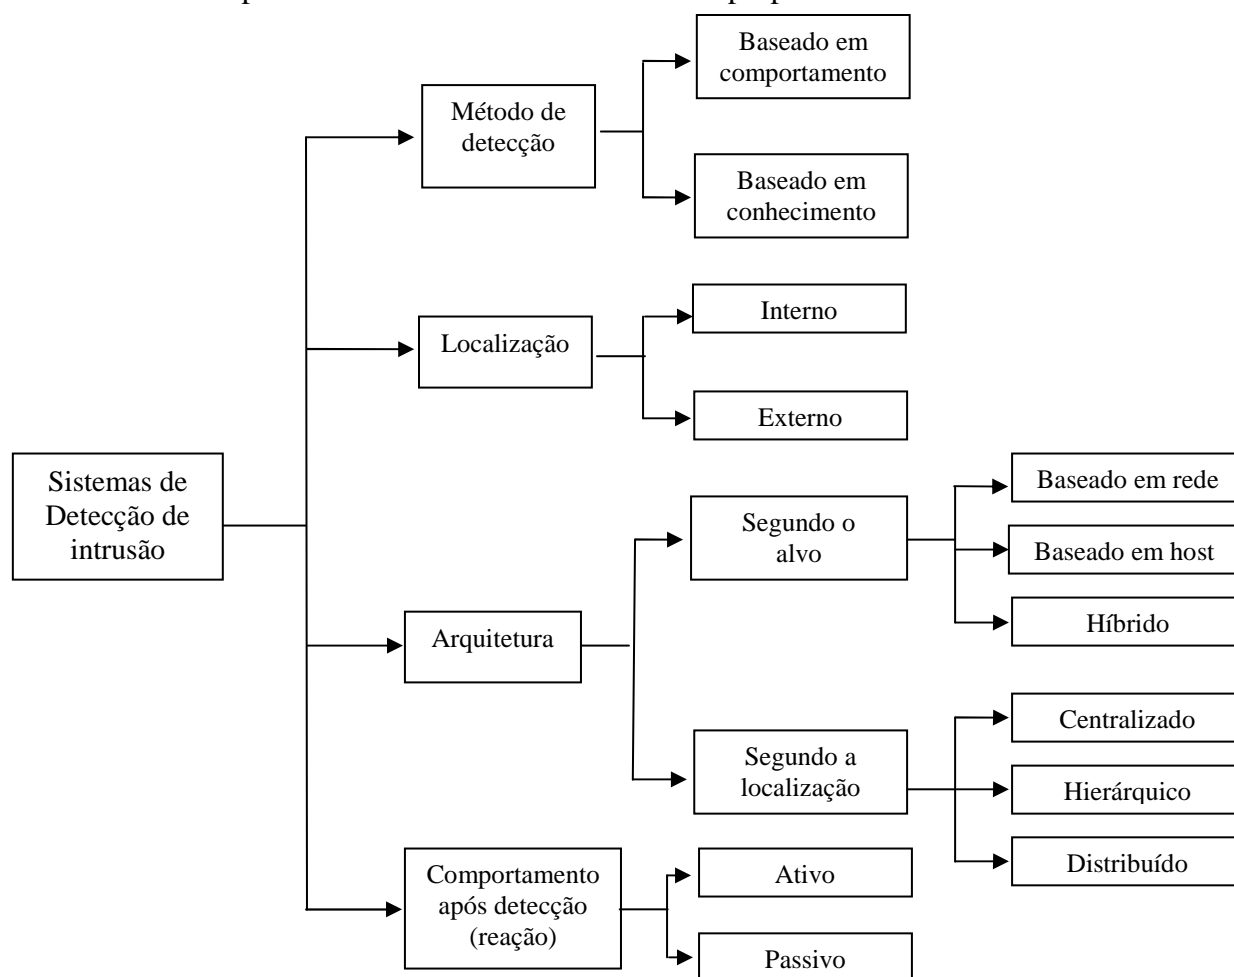 Baseado em
comportamento
Método de
detecção
Baseado em
conhecimento
Interno
Localização
Externo
Sistemas de
Detecção de
intrusão
Baseado em rede
Segundo o
alvo
Baseado em host
Híbrido
Arquitetura
Centralizado
Segundo a
localização
Hierárquico
Distribuído
Comportamento
após detecção
(reação)
Ativo
Passivo